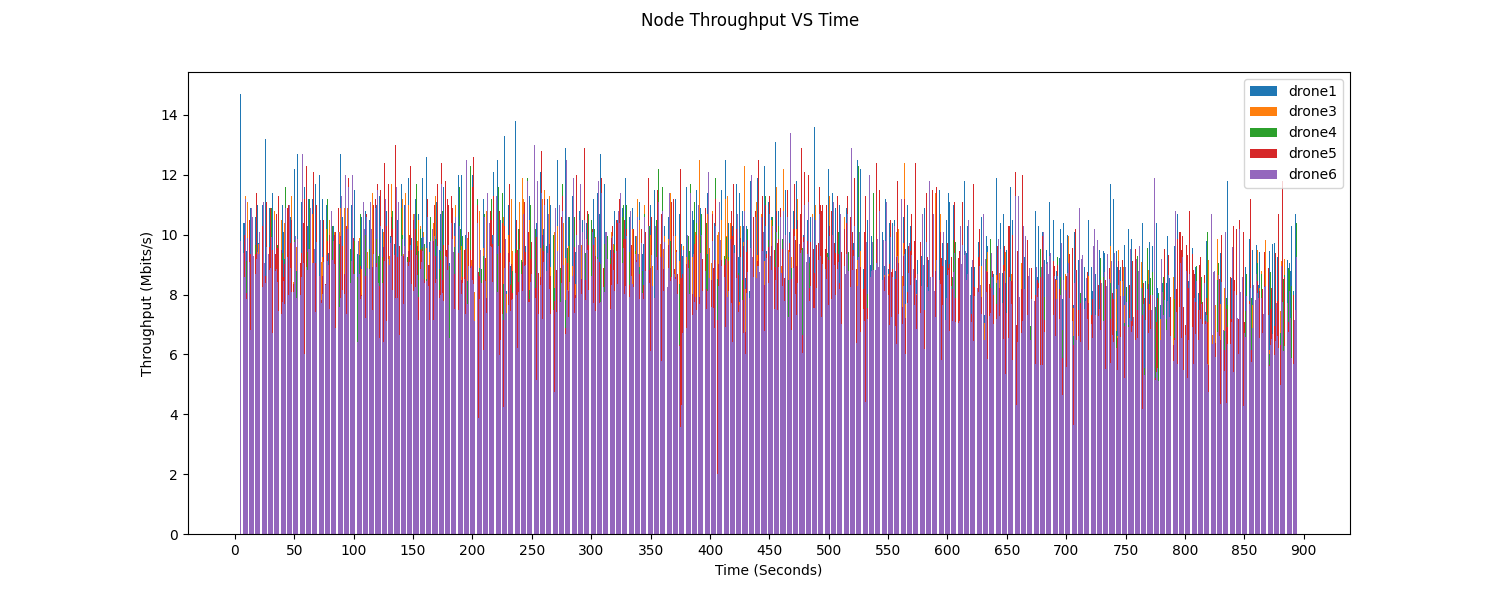 Node Throughput VS Time
Throughput (Mbits/s)
14
12
10
8
6
4
2
0
drone1
drone3
drone4
drone5
drone6
0 50 100 150 200 250 300 350 400 450 500 550 600 650 700 750 800 850 900
Time (Seconds)